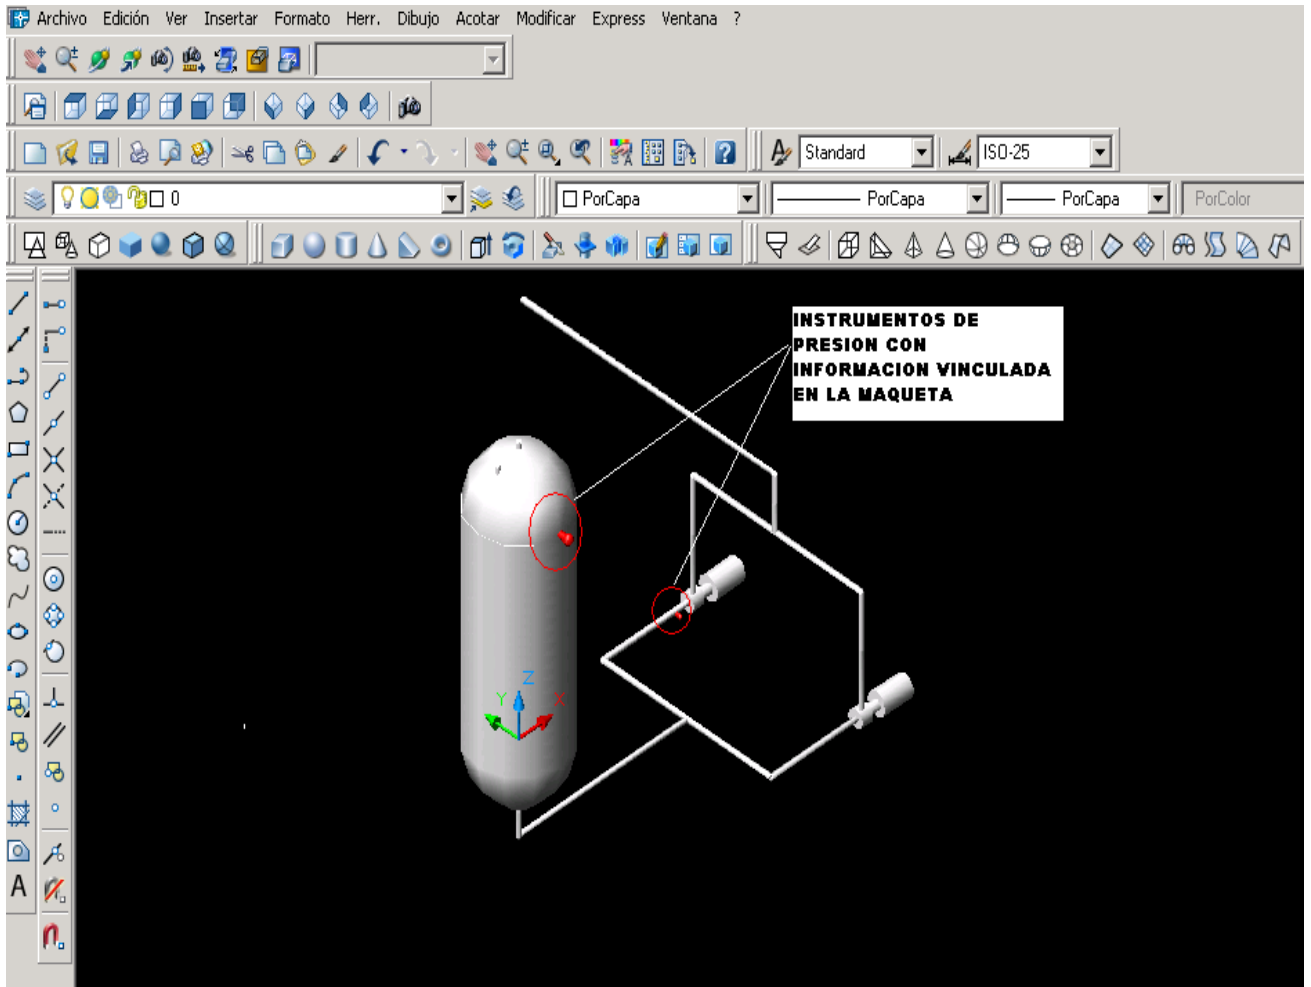 Archivo Edición Ver Insertar Formato Herr. Dibujo Acotar Modificar Express Ventana ?
Standard ISO-25
0 PorCapa PorCapa PorCapa PorColor
INSTRUMENTOS DE
PRESION CON
INFORMACION VINCULADA
EN LA MAQUETA
Z
Y X
A